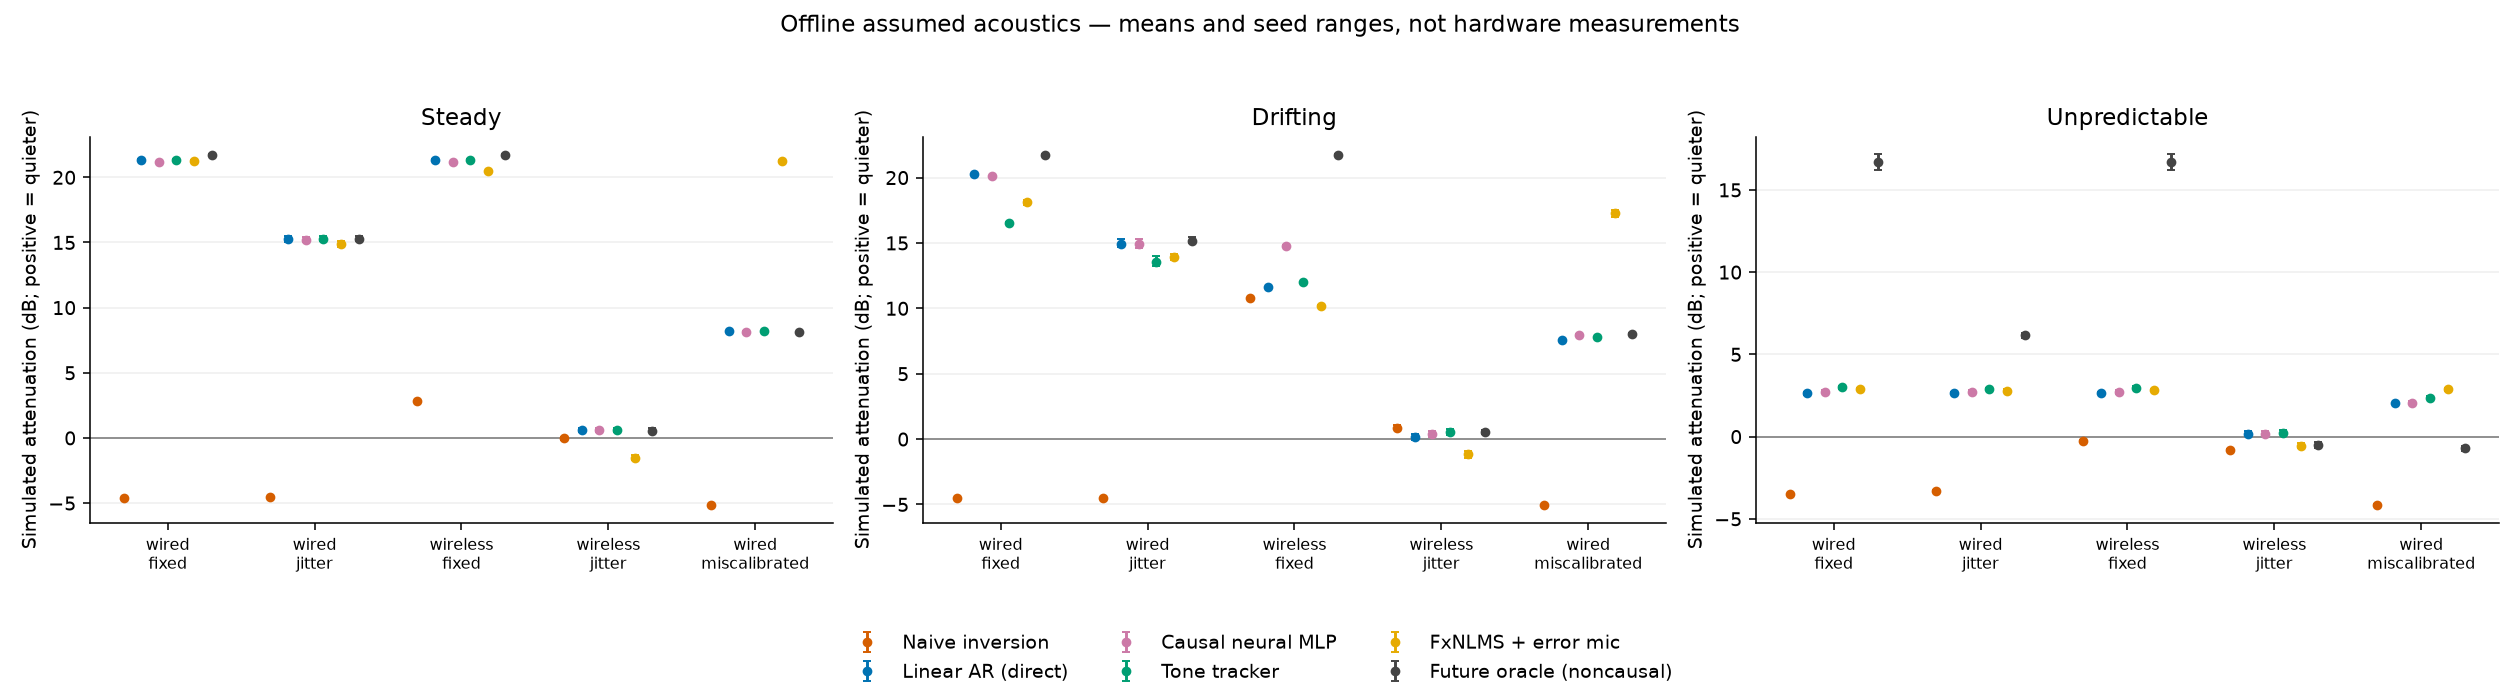 Offline assumed acoustics — means and seed ranges, not hardware measurements
Steady
Simulated attenuation (dB; positive = quieter)
20
15
10
5
0
−5
wired fixed
wired jitter
wireless fixed
wireless jitter
wired miscalibrated
Drifting
Simulated attenuation (dB; positive = quieter)
20
15
10
5
0
−5
wired fixed
wired jitter
wireless fixed
wireless jitter
wired miscalibrated
Unpredictable
Simulated attenuation (dB; positive = quieter)
15
10
5
0
−5
wired fixed
wired jitter
wireless fixed
wireless jitter
wired miscalibrated
Naive inversion
Linear AR (direct)
Causal neural MLP
Tone tracker
FxNLMS + error mic
Future oracle (noncausal)